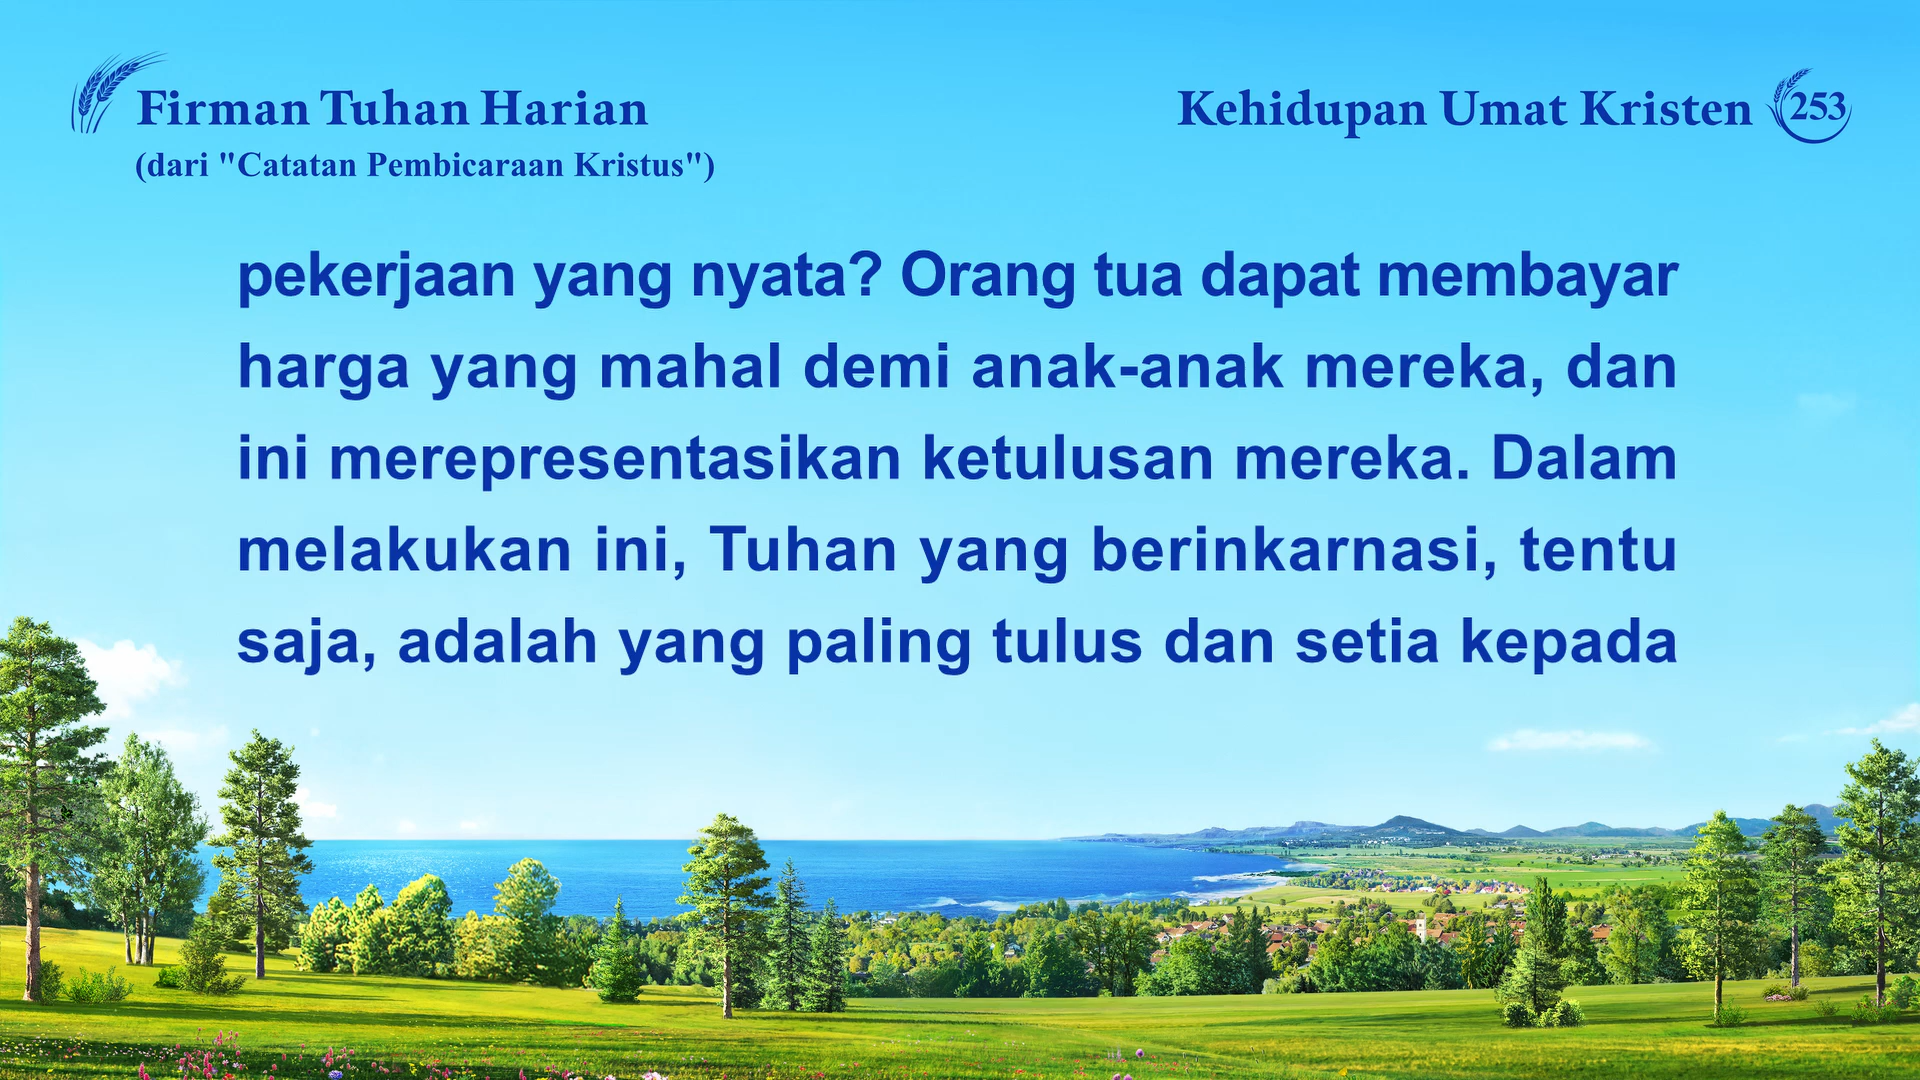 Firman Tuhan Harian
(dari "Catatan Pembicaraan Kristus")
Kehidupan Umat Kristen 253
pekerjaan yang nyata? Orang tua dapat membayar
harga yang mahal demi anak-anak mereka, dan
ini merepresentasikan ketulusan mereka. Dalam
melakukan ini, Tuhan yang berinkarnasi, tentu
saja, adalah yang paling tulus dan setia kepada